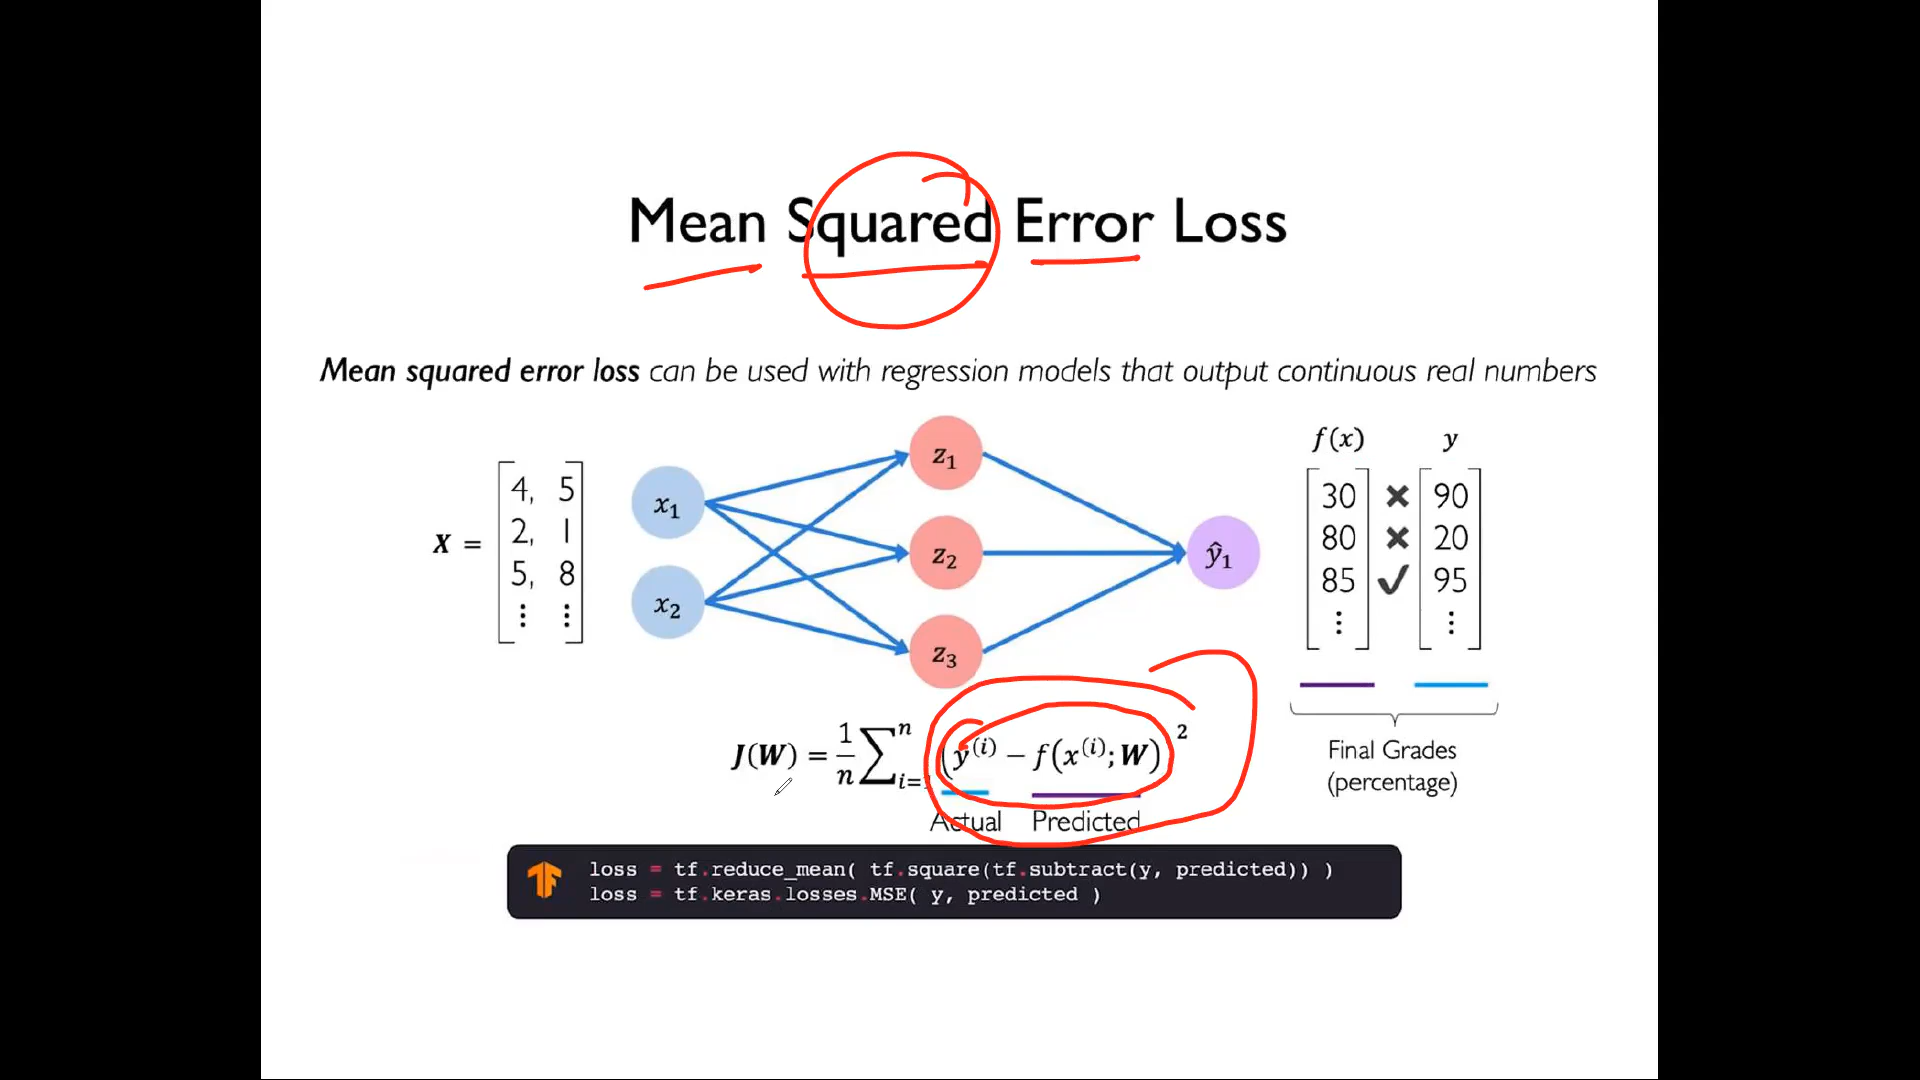 Mean Squared Error Loss
Mean squared error loss can be used with regression models that output continuous real numbers
X =
4, 5
2, 1
5, 8
⋮ ⋮
x₁
x₂
z₁
z₂
z₃
ŷ₁
f(x) y
30 ✖ 90
80 ✖ 20
85 ✓ 95
⋮ ⋮
Final Grades
(percentage)
J(W) = 1/n ∑ⁿᵢ₌₁ (y⁽ⁱ⁾ − f(x⁽ⁱ⁾; W))²
Actual Predicted
loss = tf.reduce_mean( tf.square(tf.subtract(y, predicted)) )
loss = tf.keras.losses.MSE( y, predicted )